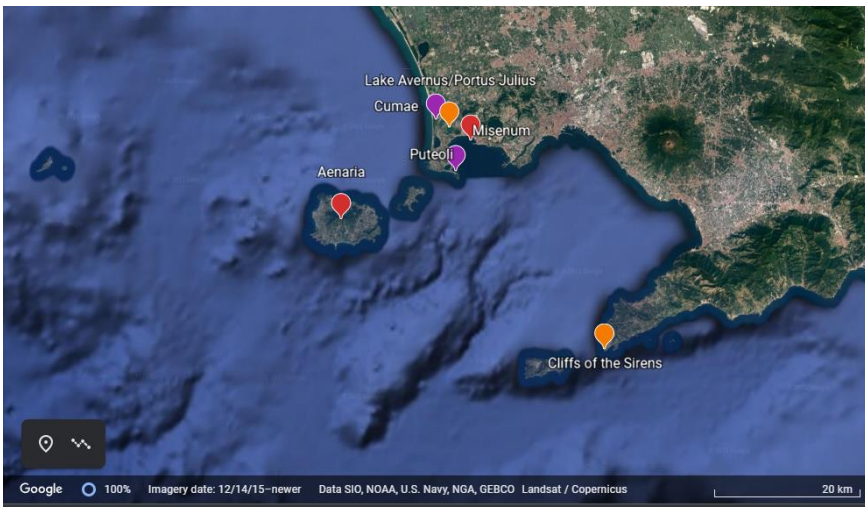 Lake Avernus/Portus Julius
Cumae
Misenum
Puteoli
Aenaria
Cliffs of the Sirens
Google 100% Imagery date: 12/14/15–newer Data SIO, NOAA, U.S. Navy, NGA, GEBCO Landsat / Copernicus 20 km